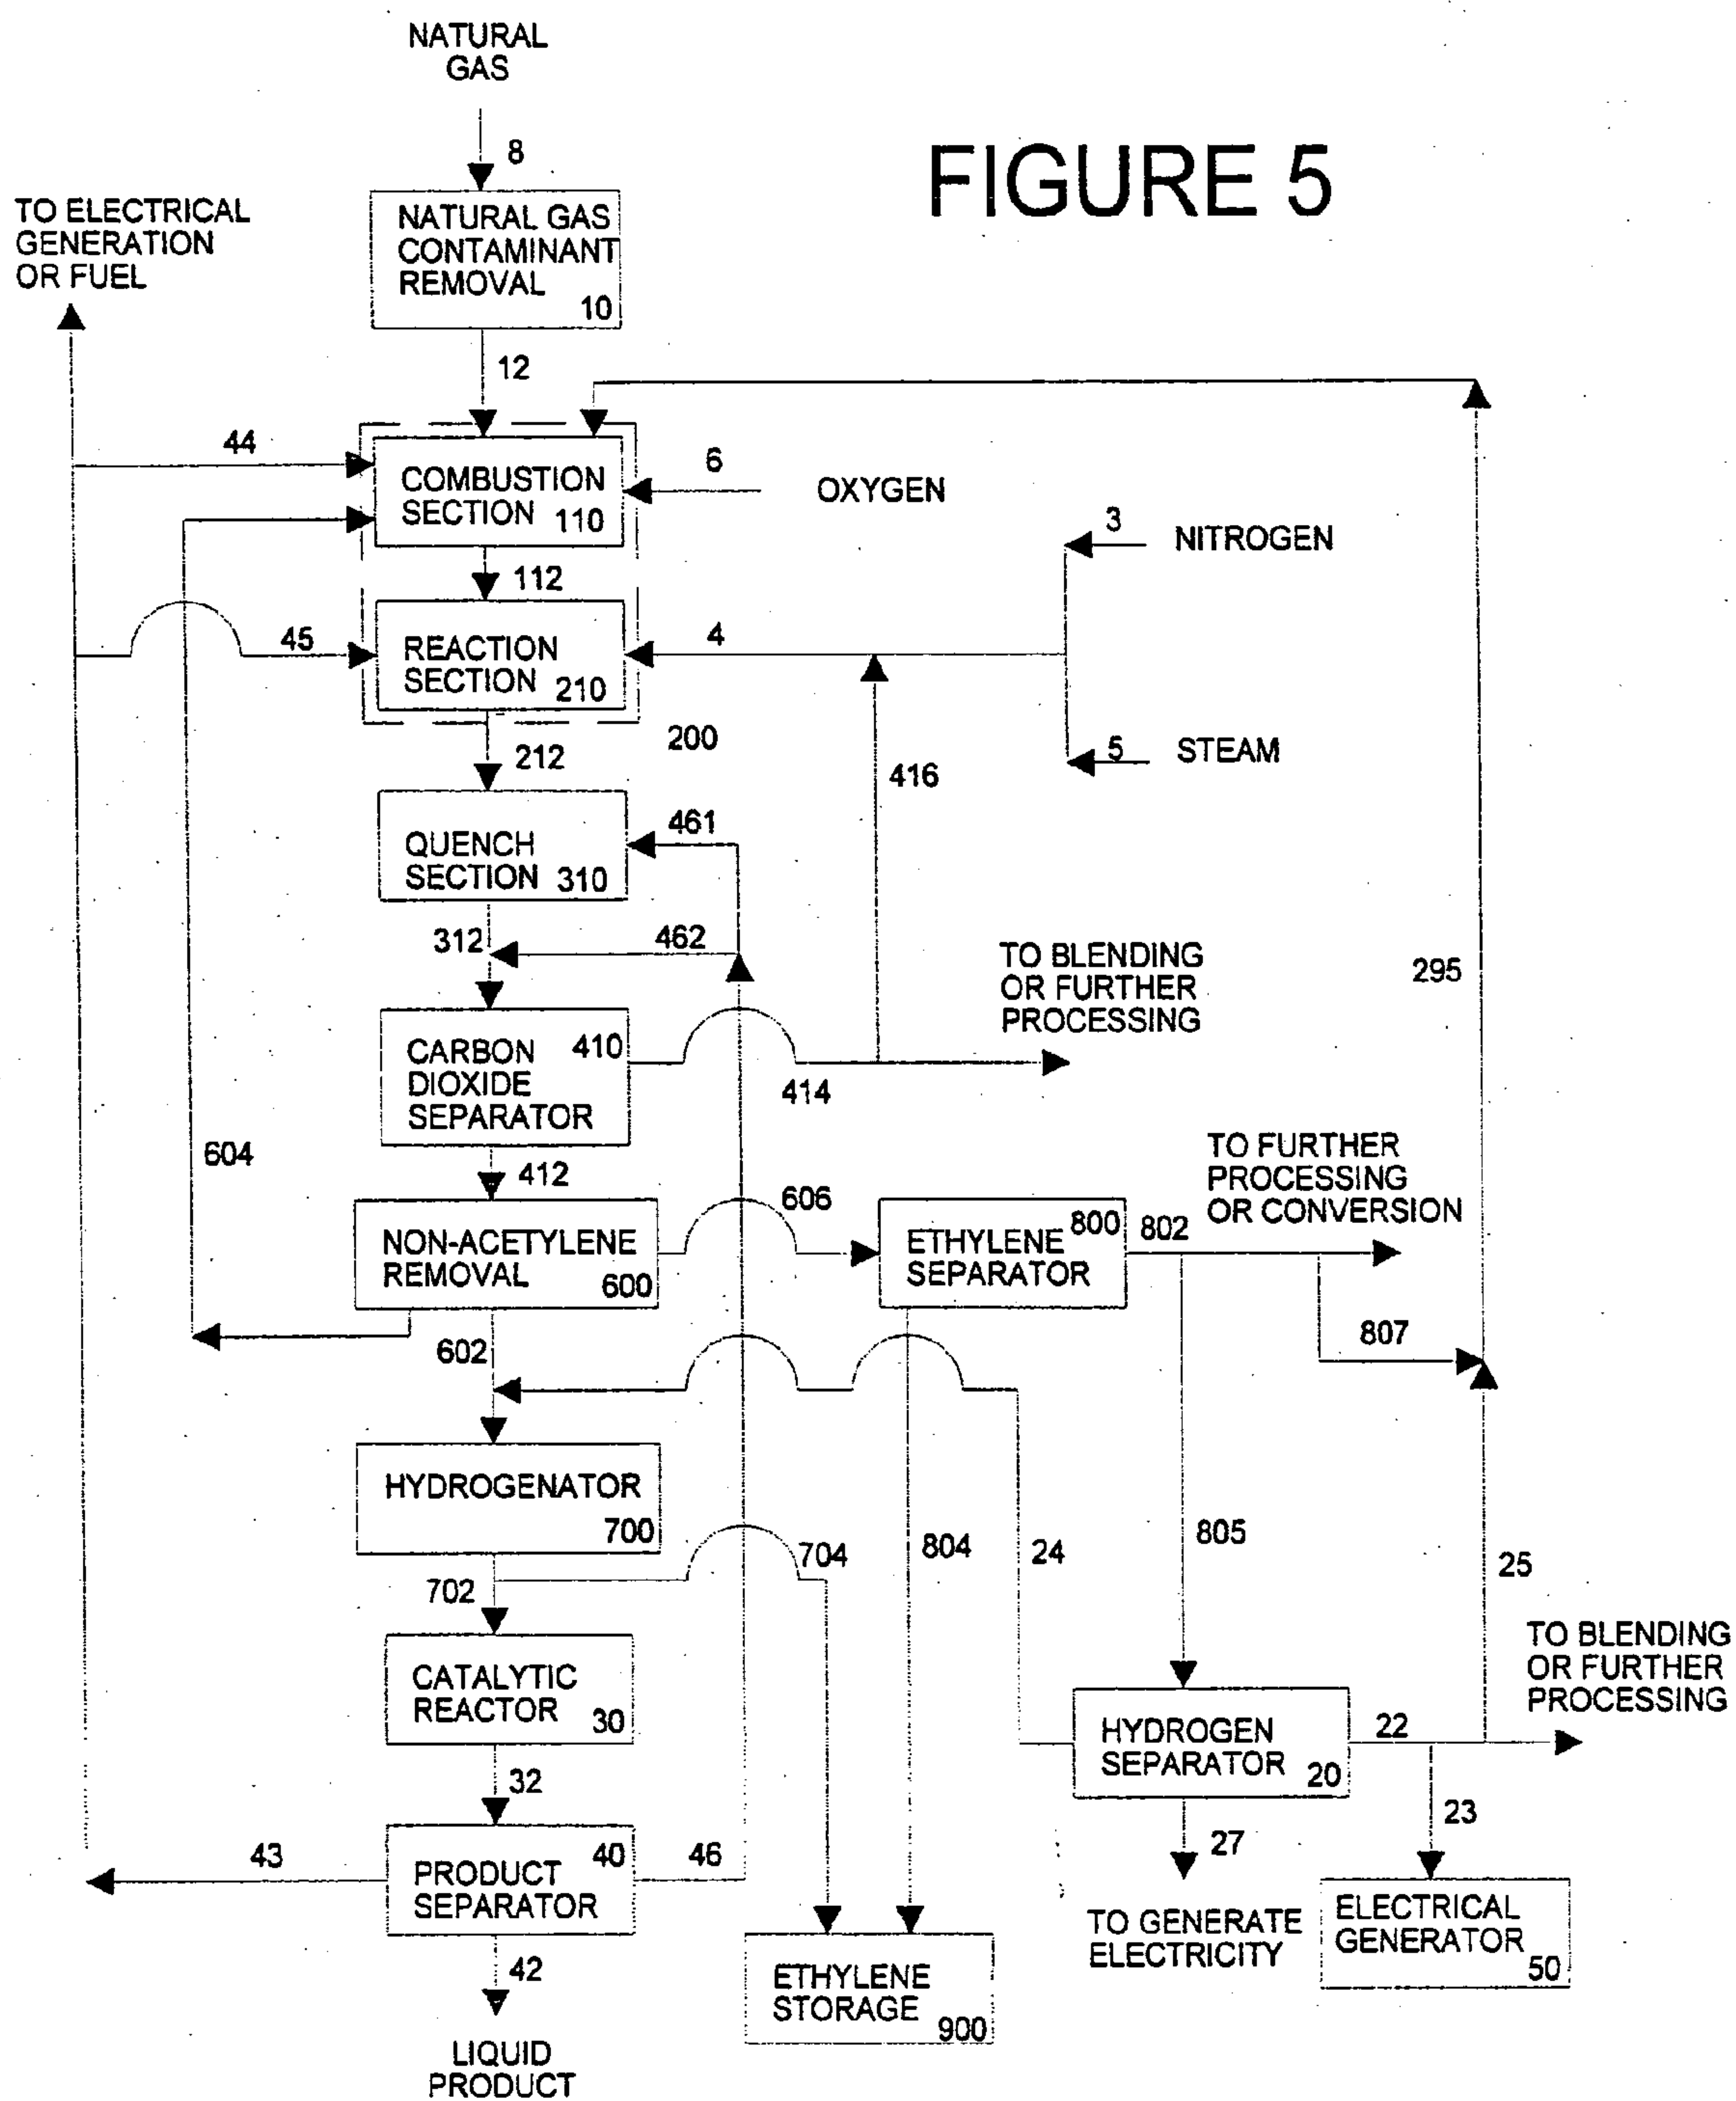 NATURAL
GAS
8
FIGURE 5
TO ELECTRICAL
GENERATION
OR FUEL
NATURAL GAS
CONTAMINANT
REMOVAL
10
12
44
COMBUSTION
SECTION 110
6
OXYGEN
3
NITROGEN
112
45
REACTION
SECTION 210
4
200
212
5
STEAM
416
QUENCH
SECTION 310
461
312
462
TO BLENDING
OR FURTHER
PROCESSING
295
CARBON 410
DIOXIDE
SEPARATOR
414
604
412
TO FURTHER
PROCESSING
OR CONVERSION
606
NON-ACETYLENE
REMOVAL
600
ETHYLENE 800
SEPARATOR
802
807
602
HYDROGENATOR
700
704
804
24
805
25
702
TO BLENDING
OR FURTHER
PROCESSING
CATALYTIC
REACTOR 30
HYDROGEN
SEPARATOR 20
22
32
23
27
43
PRODUCT 40
SEPARATOR
46
TO GENERATE
ELECTRICITY
ELECTRICAL
GENERATOR
50
42
ETHYLENE
STORAGE 900
LIQUID
PRODUCT